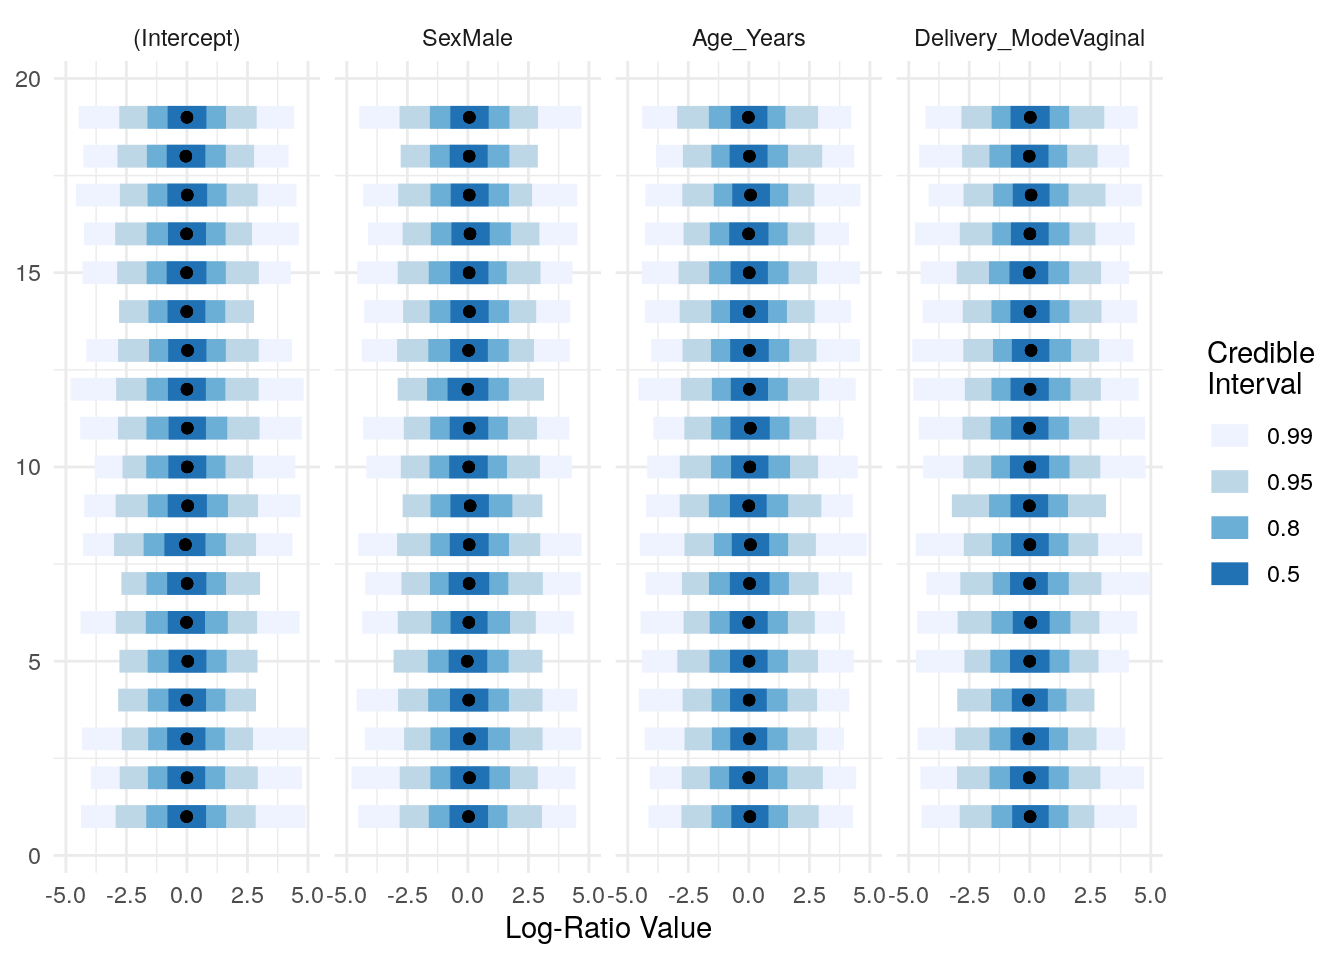 (Intercept) SexMale Age_Years Delivery_ModeVaginal
20
15
10
5
0
-5.0 -2.5 0.0 2.5 5.0 -5.0 -2.5 0.0 2.5 5.0 -5.0 -2.5 0.0 2.5 5.0 -5.0 -2.5 0.0 2.5 5.0
Log-Ratio Value
Credible
Interval
0.99
0.95
0.8
0.5